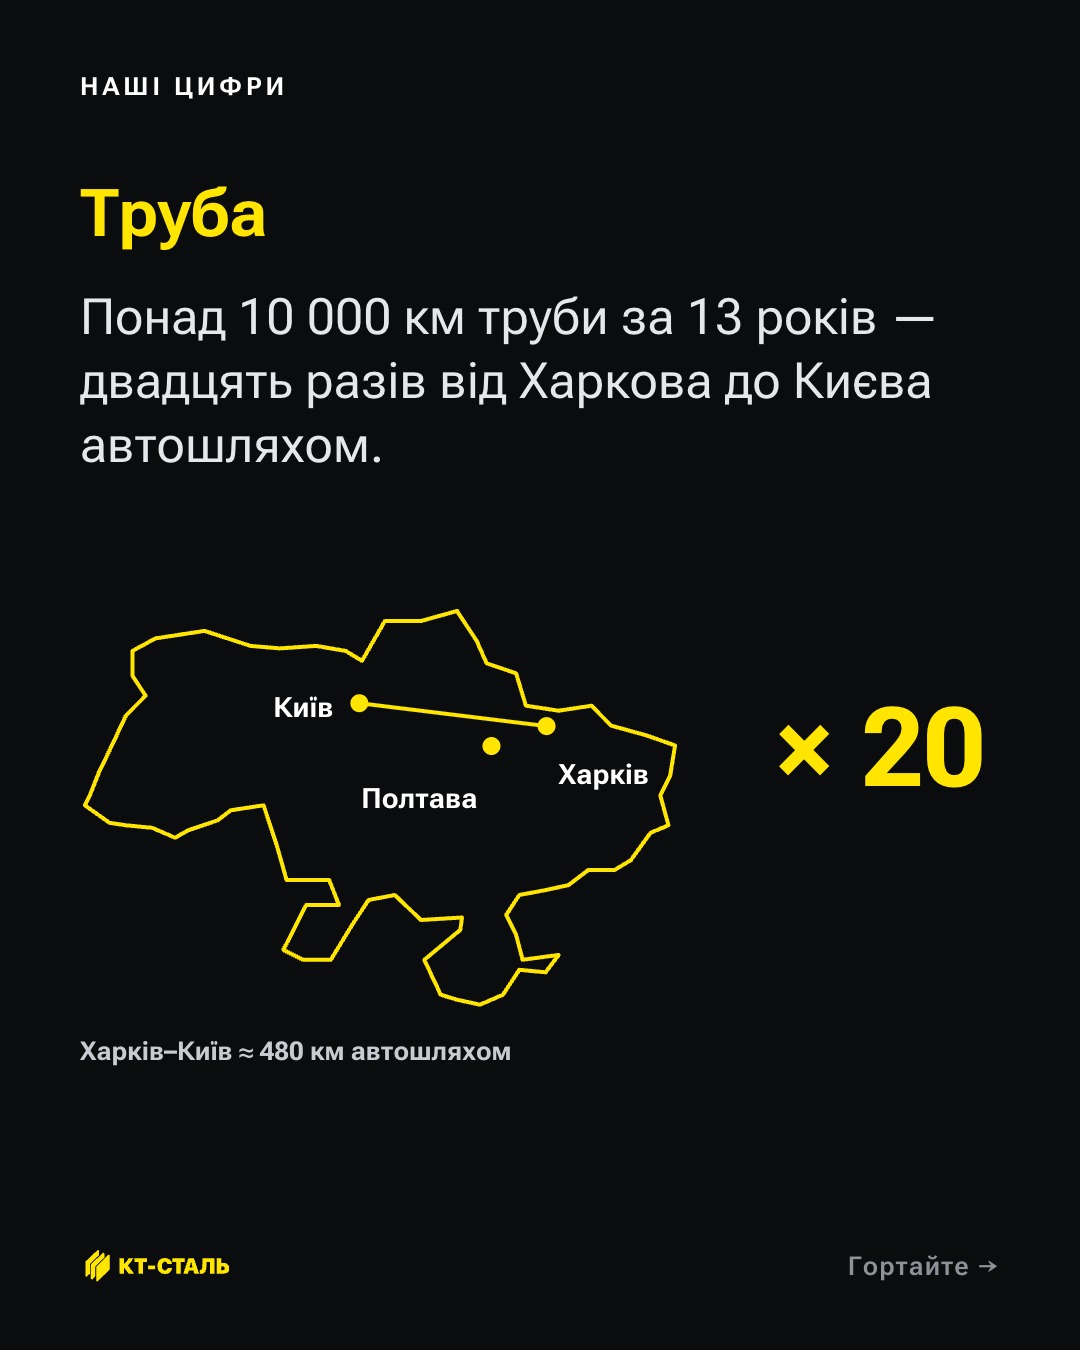 НАШІ ЦИФРИ
Труба
Понад 10 000 км труби за 13 років —
двадцять разів від Харкова до Києва
автошляхом.
Київ
Харків
Полтава
× 20
Харків–Київ ≈ 480 км автошляхом
КТ-СТАЛЬ
Гортайте →